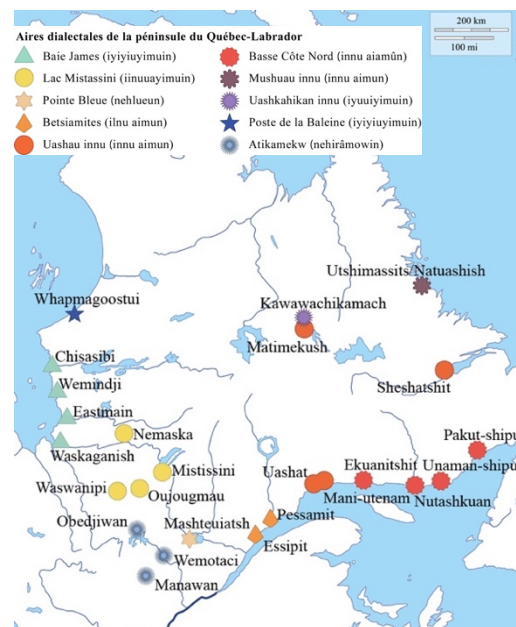 Aires dialectales de la péninsule du Québec-Labrador
Baie James (iyiyiuyimuin)
Lac Mistassini (iinuuayimuin)
Pointe Bleue (nehlueun)
Betsiamites (ilnu aimun)
Uashau innu (innu aimun)
Basse Côte Nord (innu aiamûn)
Mushuau innu (innu aimun)
Uashkahikan innu (iyuuiyimuin)
Poste de la Baleine (iyiyiuyimuin)
Atikamekw (nehirâmowin)
200 km
100 mi
Utshimassits/Natuashish
Whapmagoostui
Kawawachikamach
Matimekush
Chisasibi
Sheshatshit
Wemindji
Eastmain
Nemaska
Pakut-shipu
Waskaganish
Mistissini
Ekuanitshit
Unaman-shipu
Uashat
Waswanipi
Oujougmau
Mani-utenam
Nutashkuan
Obedjiwan
Mashteuiatsh
Pessamit
Essipit
Wemotaci
Manawan